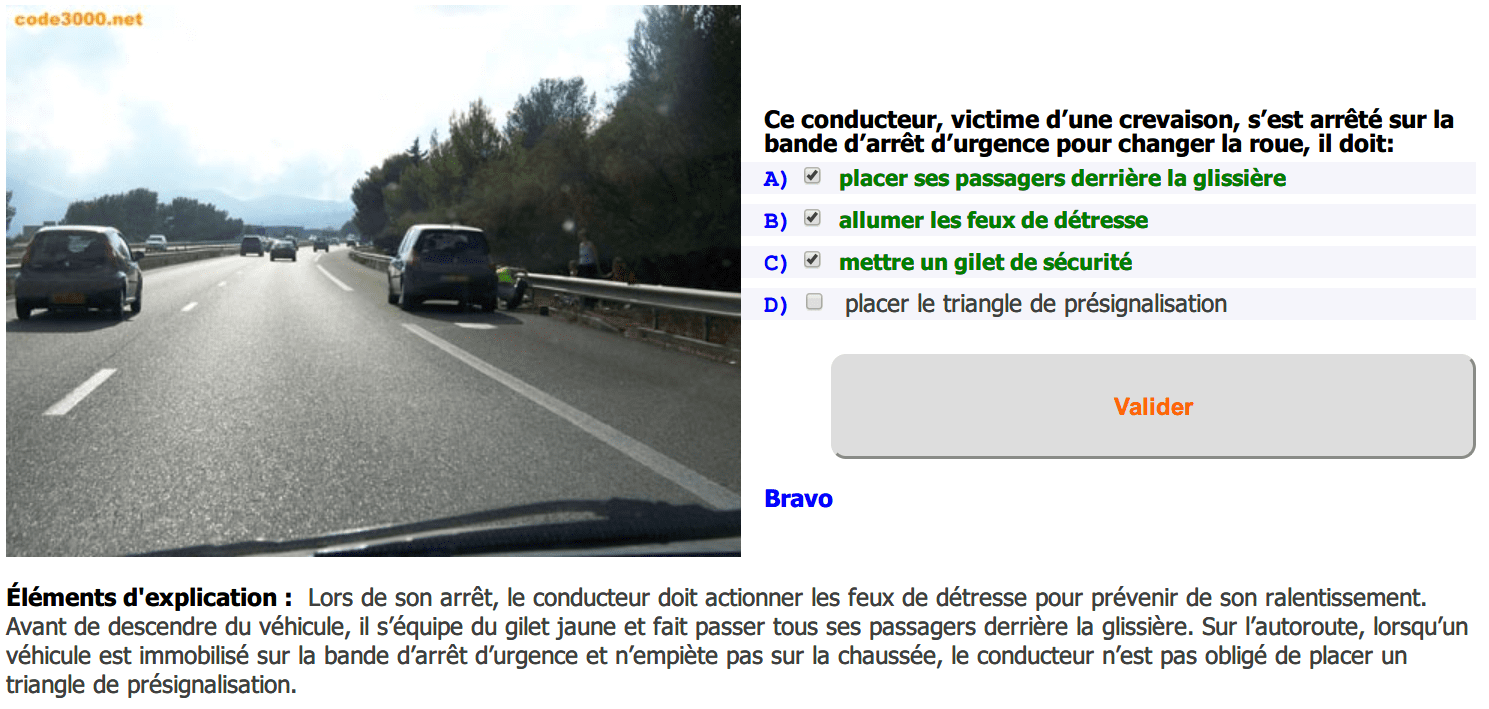 code3000.net
Ce conducteur, victime d’une crevaison, s’est arrêté sur la
bande d’arrêt d’urgence pour changer la roue, il doit:
A) placer ses passagers derrière la glissière
B) allumer les feux de détresse
C) mettre un gilet de sécurité
D) placer le triangle de présignalisation
Valider
Bravo
Éléments d'explication : Lors de son arrêt, le conducteur doit actionner les feux de détresse pour prévenir de son ralentissement.
Avant de descendre du véhicule, il s’équipe du gilet jaune et fait passer tous ses passagers derrière la glissière. Sur l’autoroute, lorsqu’un
véhicule est immobilisé sur la bande d’arrêt d’urgence et n’empiète pas sur la chaussée, le conducteur n’est pas obligé de placer un
triangle de présignalisation.